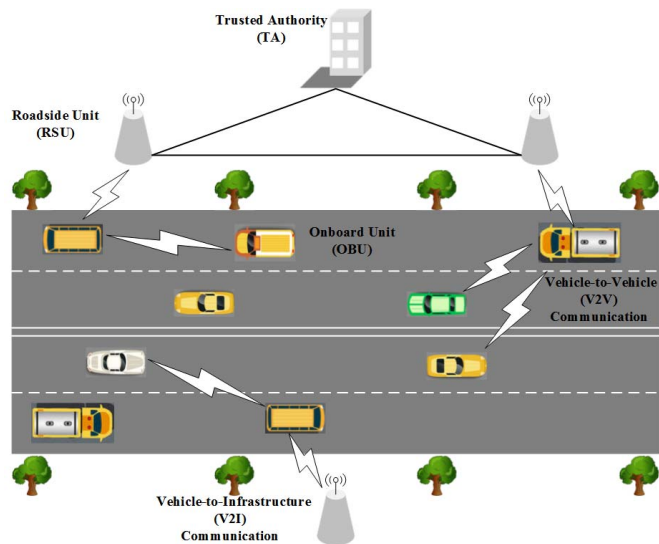 Trusted Authority
(TA)
Roadside Unit
(RSU)
Onboard Unit
(OBU)
Vehicle-to-Vehicle
(V2V)
Communication
Vehicle-to-Infrastructure
(V2I)
Communication